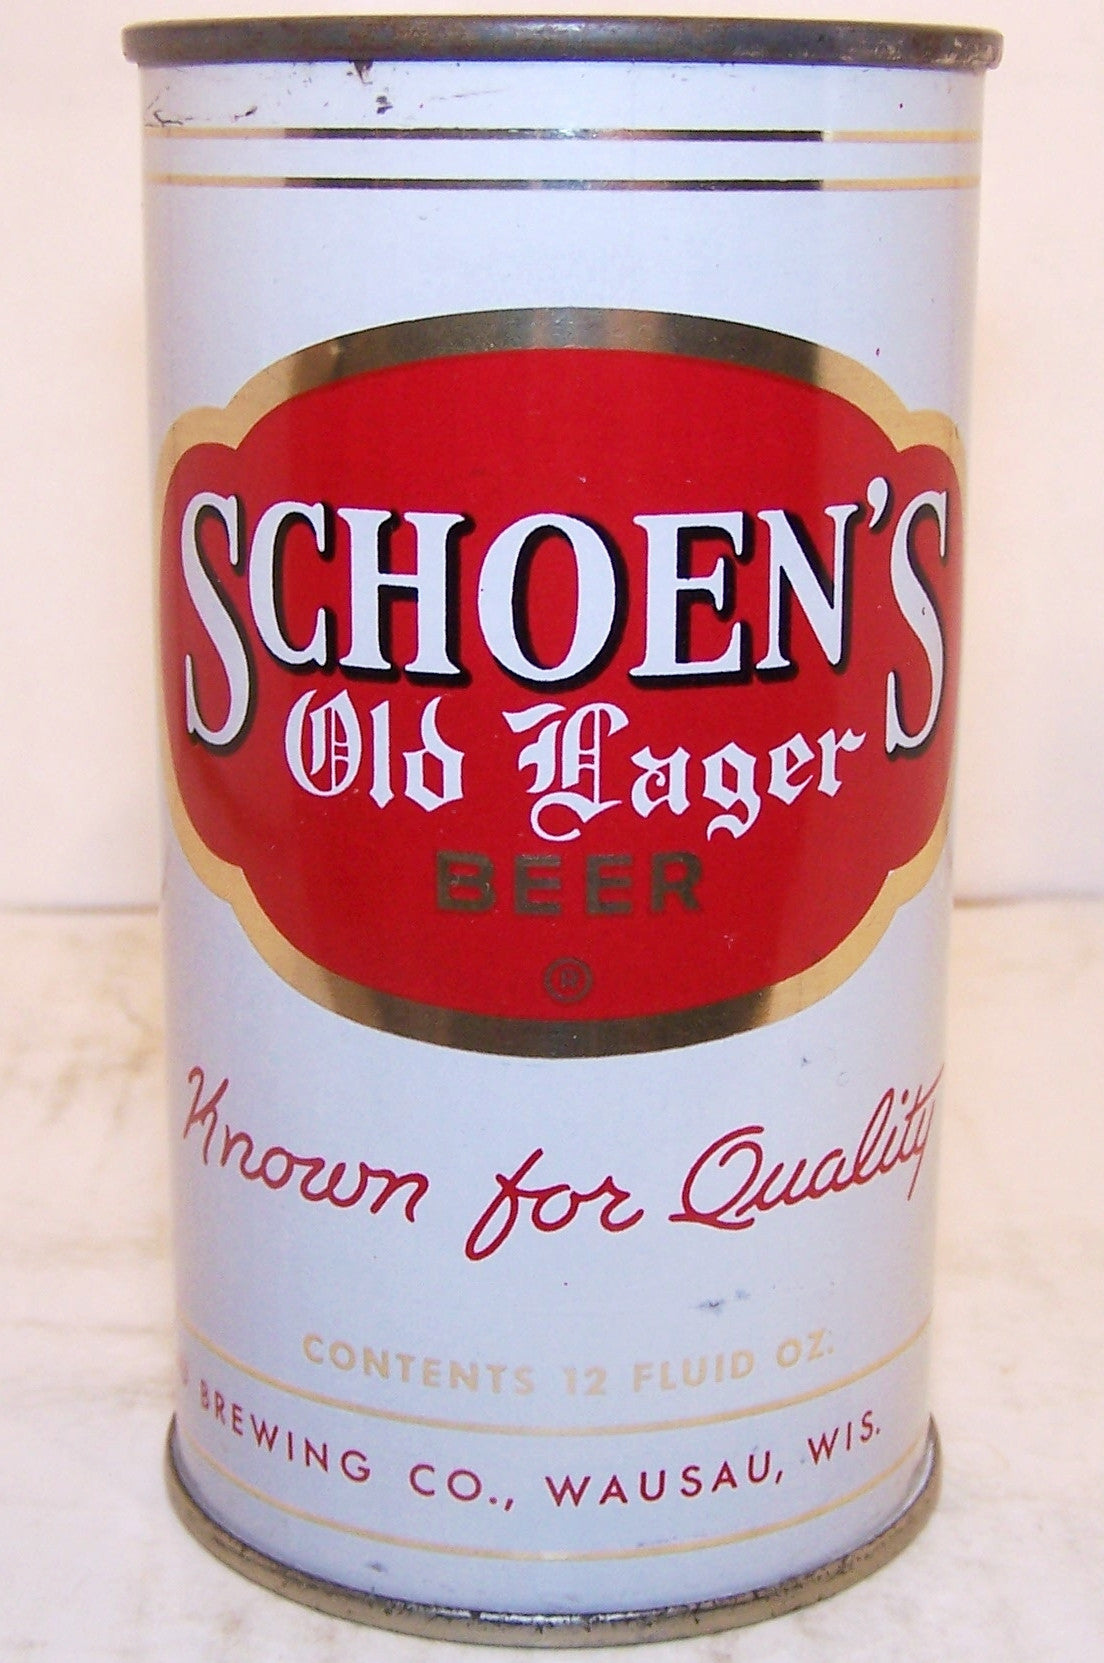 SCHOEN'S
Old Lager
BEER
®
Known for Quality
CONTENTS 12 FLUID OZ.
BREWING CO., WAUSAU, WIS.